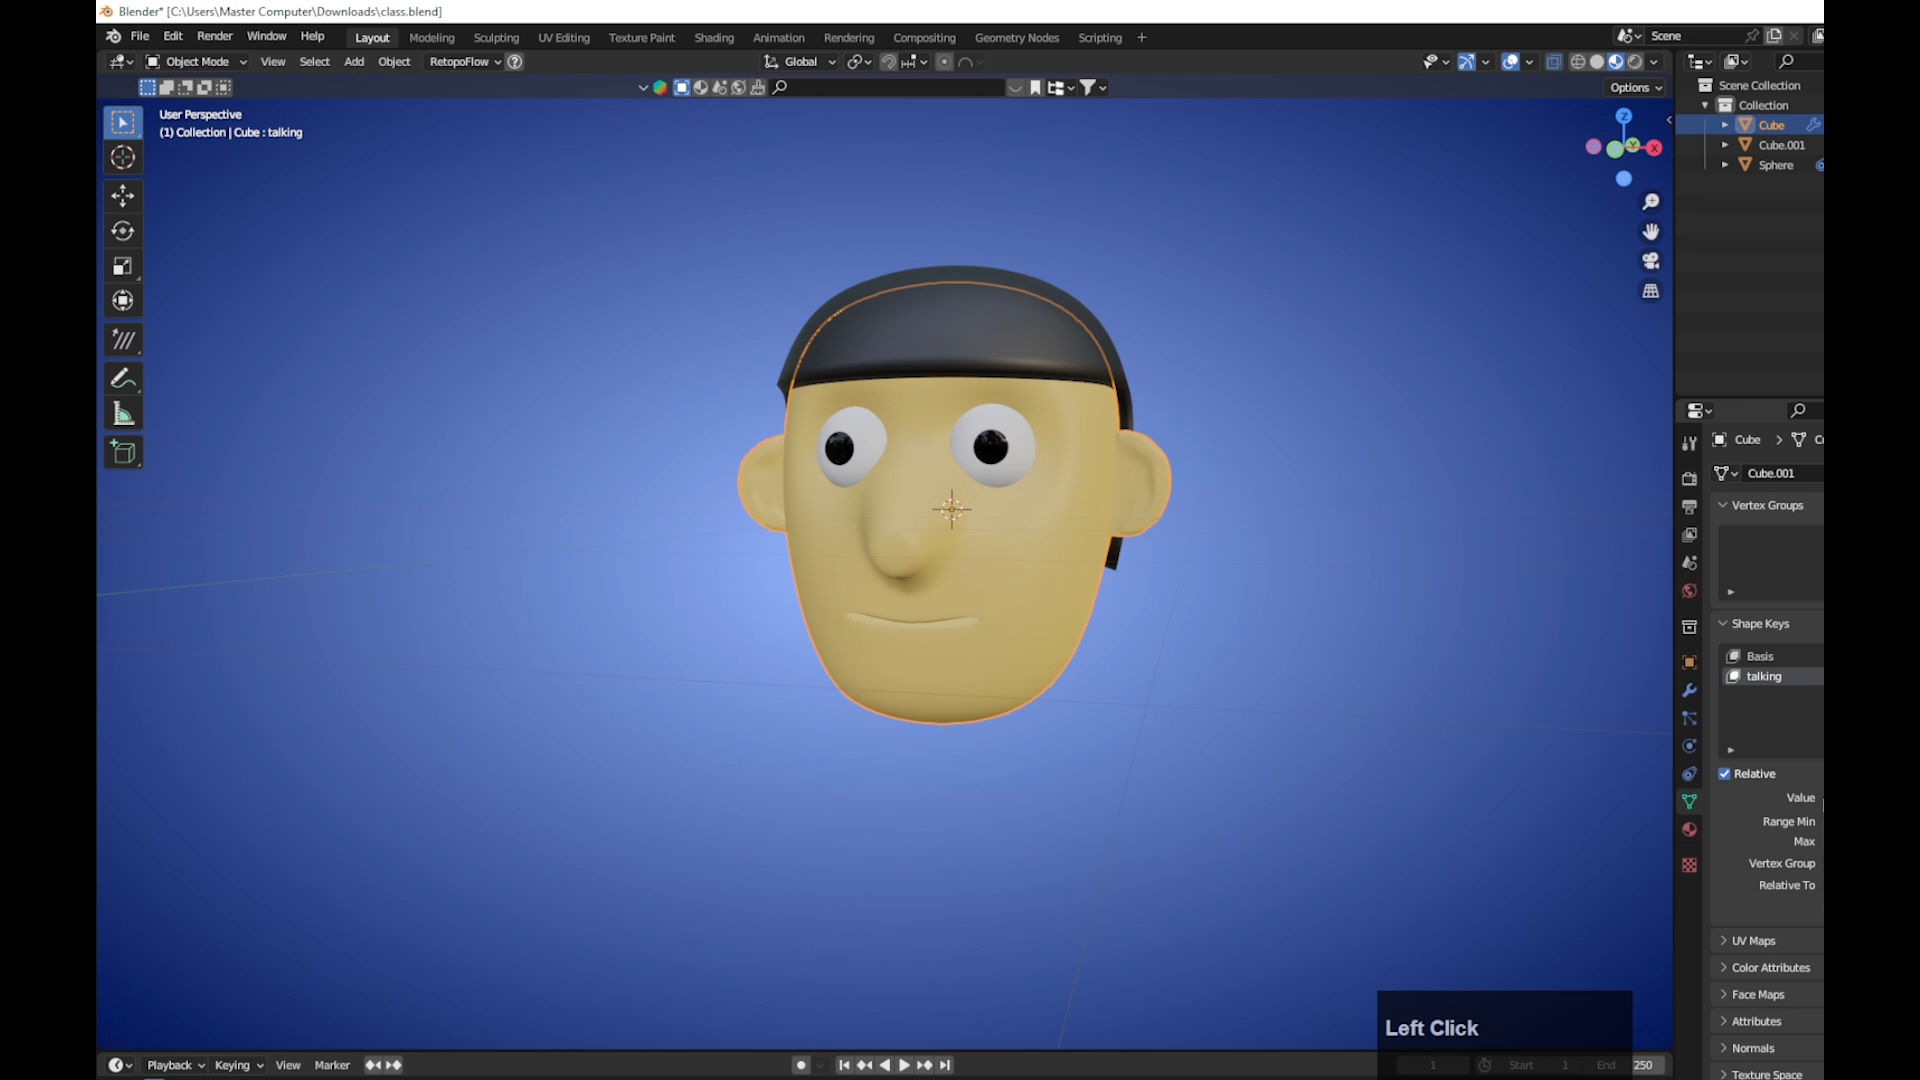 Blender* [C:\Users\Master Computer\Downloads\class.blend]
File Edit Render Window Help Layout Modeling Sculpting UV Editing Texture Paint Shading Animation Rendering Compositing Geometry Nodes Scripting + Scene
Object Mode View Select Add Object RetopoFlow Global
Options
User Perspective
(1) Collection | Cube : talking
Z
Y
X
Scene Collection
Collection
Cube
Cube.001
Sphere
Cube >
Cube.001
Vertex Groups
Shape Keys
Basis
talking
Relative
Value
Range Min
Max
Vertex Group
Relative To
UV Maps
Color Attributes
Face Maps
Attributes
Normals
Texture Space
Left Click
Playback Keying View Marker 1 Start 1 End 250